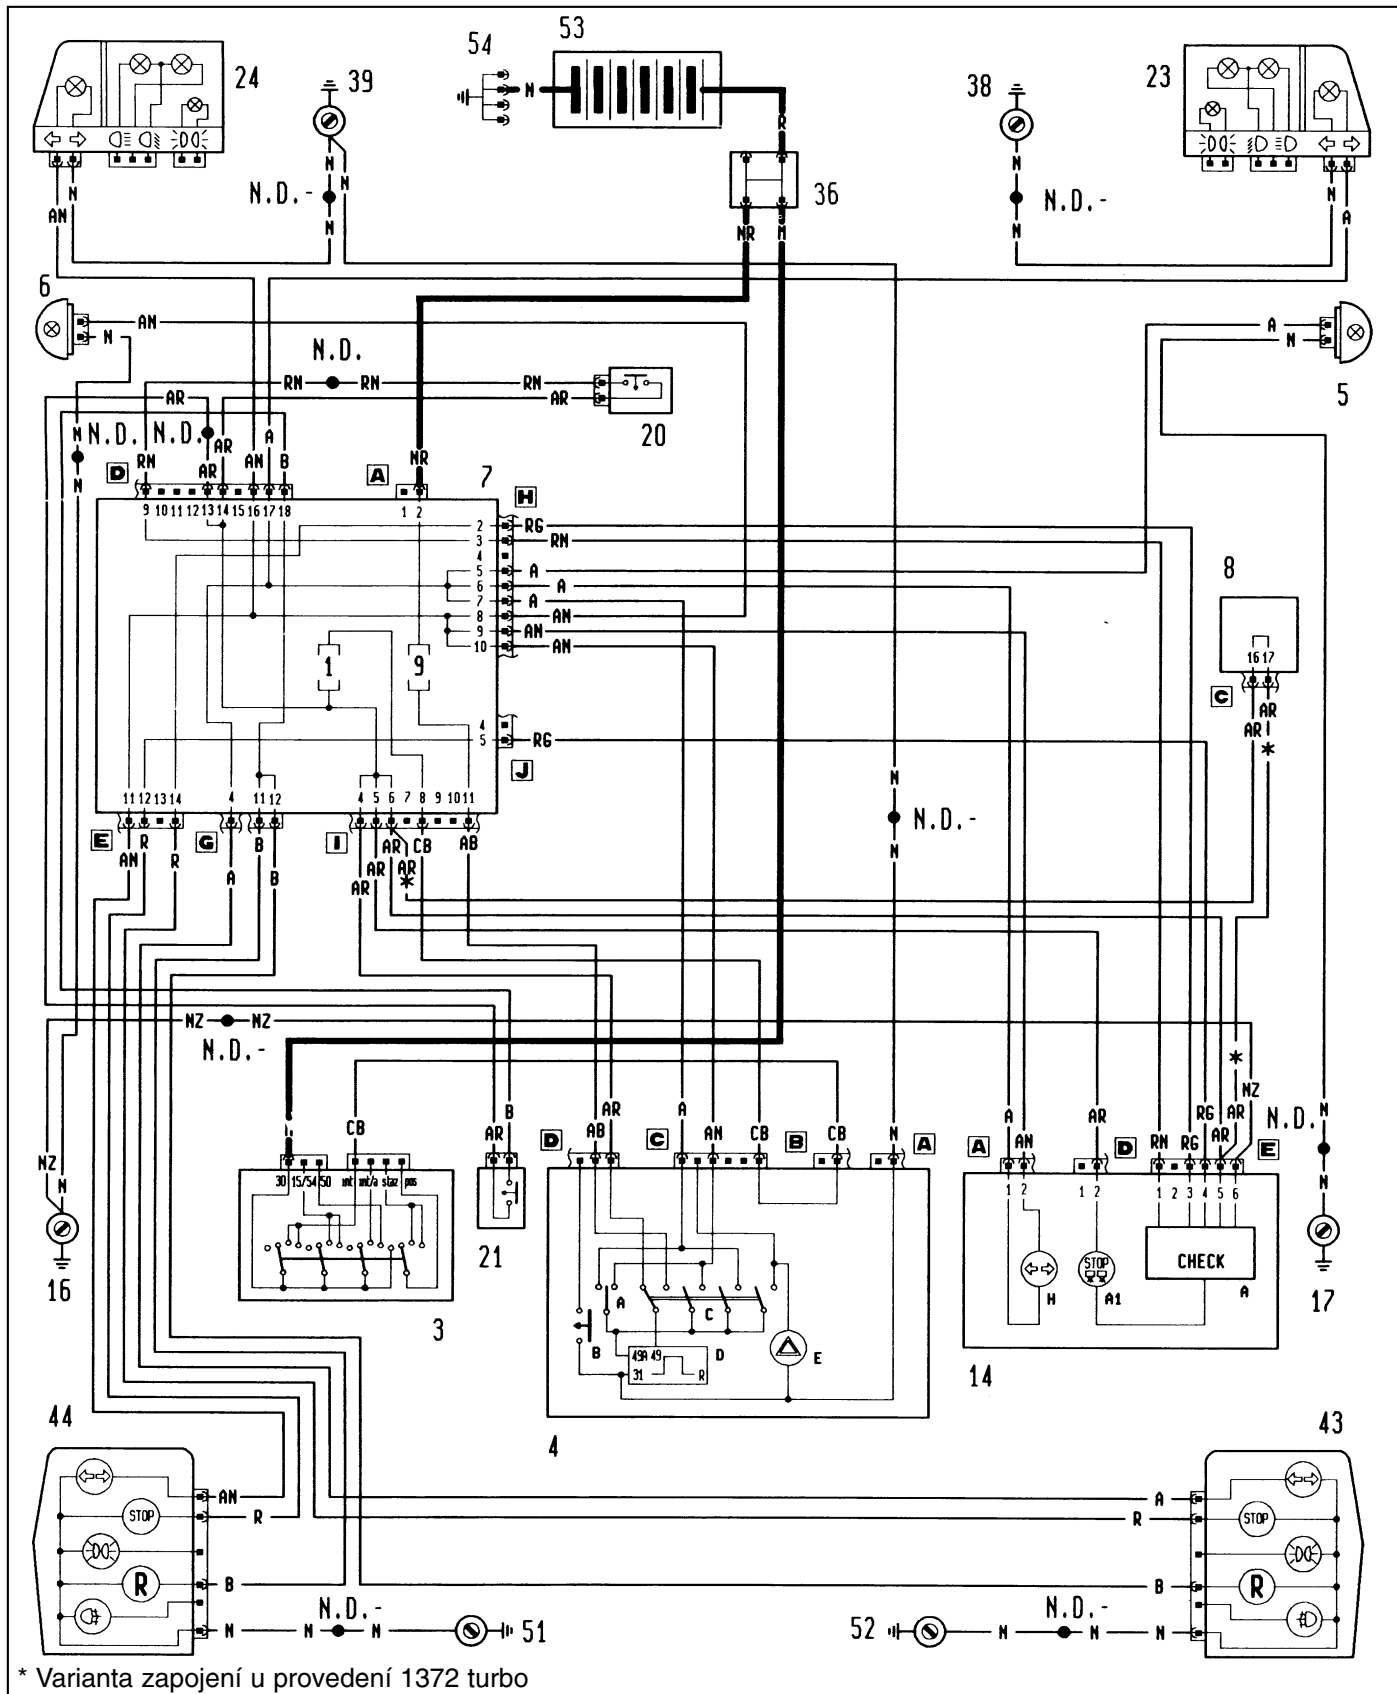 53
54
24
39
38
23
N
R
N
N
N
N.D.-
N.D.-
36
N
AN
N
NR
M
N
N
A
N
6
AN
N
N.D.
A
N
RN
RN
RN
AR
AR
5
20
N
N.D.
N.D.
AR
A
AN
B
N
RN
AR
NR
7
D
A
H
9 10 11 12 13 14 15 16 17 18
1 2
2
RG
3
RN
4
5
A
6
A
7
A
8
AN
9
AN
10
AN
8
1
9
16 17
C
AR
AR
*
4
5
RG
J
N
N.D.-
N
11 12 13 14
4
11 12
4 5 6 7 8 9 10 11
E
G
I
AN
R
R
A
B
B
AR
AR
AR
AR
*
CB
AB
NZ
NZ
N.D.-
*
NZ
AR
AR
RG
RG
RN
N.D.
N
N
CB
AR
B
AB
AR
A
AN
CB
CB
N
A
AN
AR
D
C
B
A
A
D
E
NZ
N
30 15/54 50 int int/a staz pos
1 2
1 2
1 2 3 4 5 6
16
3
21
A
B
C
49A 49
31
R
D
E
H
STOP
A1
CHECK
A
17
4
14
44
43
AN
STOP
R
R
B
N
N.D.-
N
N
51
A
STOP
R
R
B
N.D.-
52
N
N
N
* Varianta zapojení u provedení 1372 turbo